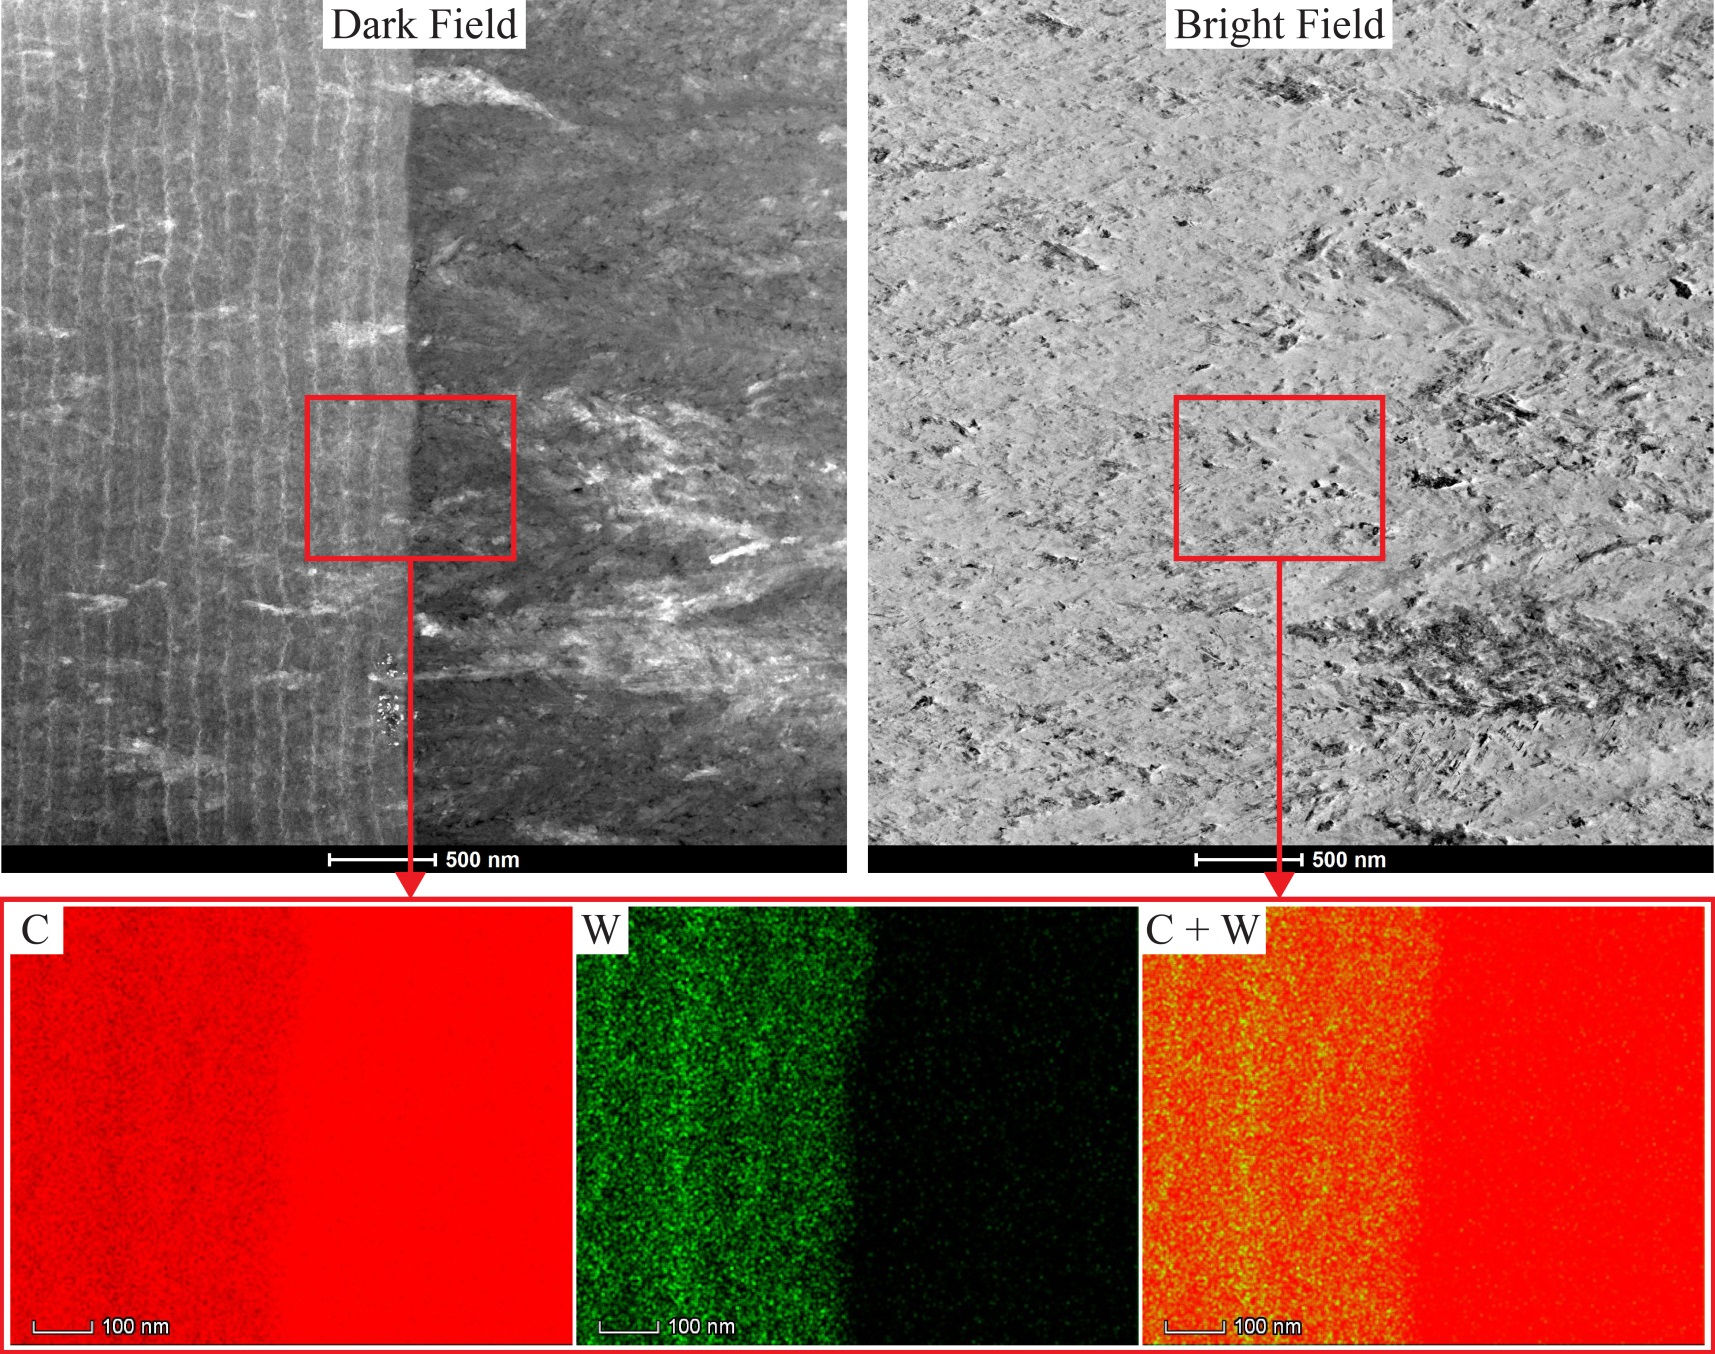 Dark Field
Bright Field
500 nm
500 nm
C
W
C + W
100 nm
100 nm
100 nm